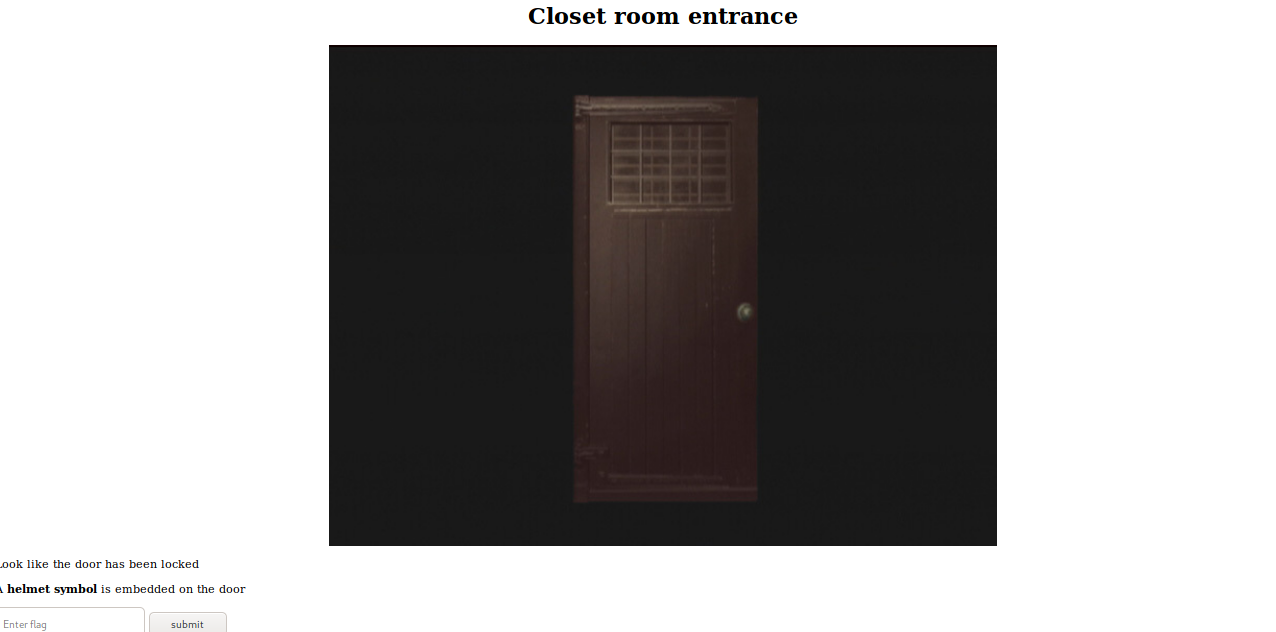 Closet room entrance
Look like the door has been locked
A helmet symbol is embedded on the door
Enter flag
submit